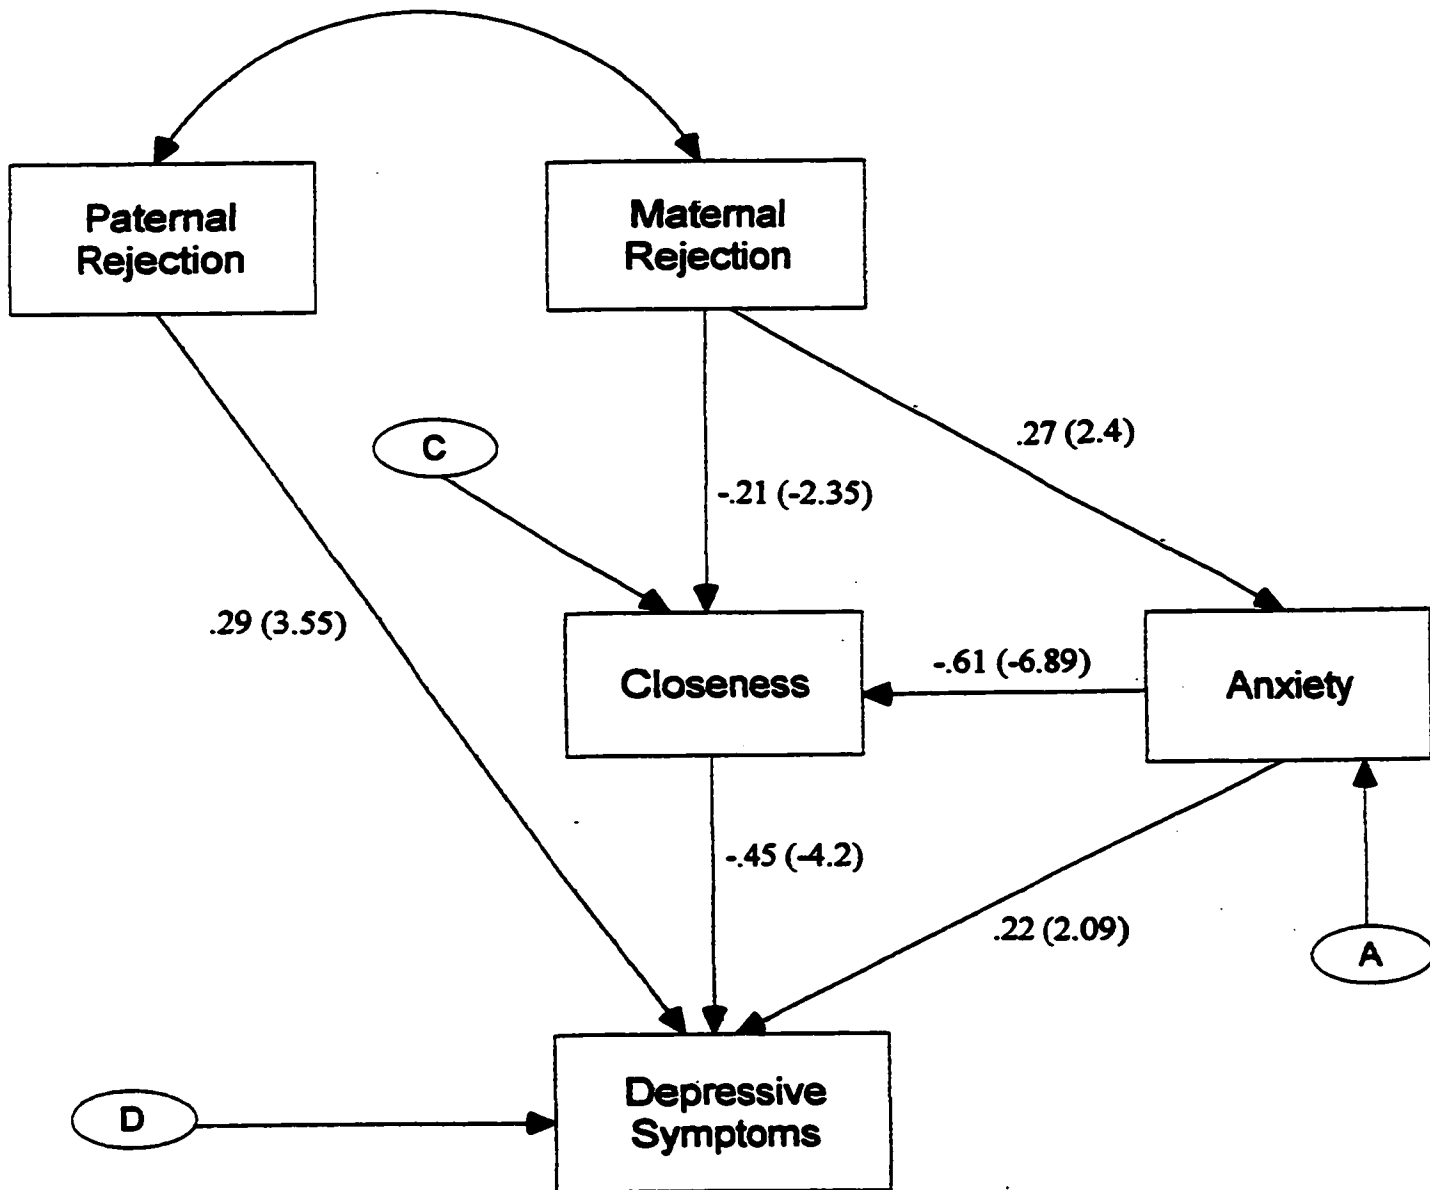 Paternal
Rejection
Maternal
Rejection
.27 (2.4)
C
-.21 (-2.35)
.29 (3.55)
-.61 (-6.89)
Closeness
Anxiety
-.45 (-4.2)
.22 (2.09)
A
Depressive
Symptoms
D